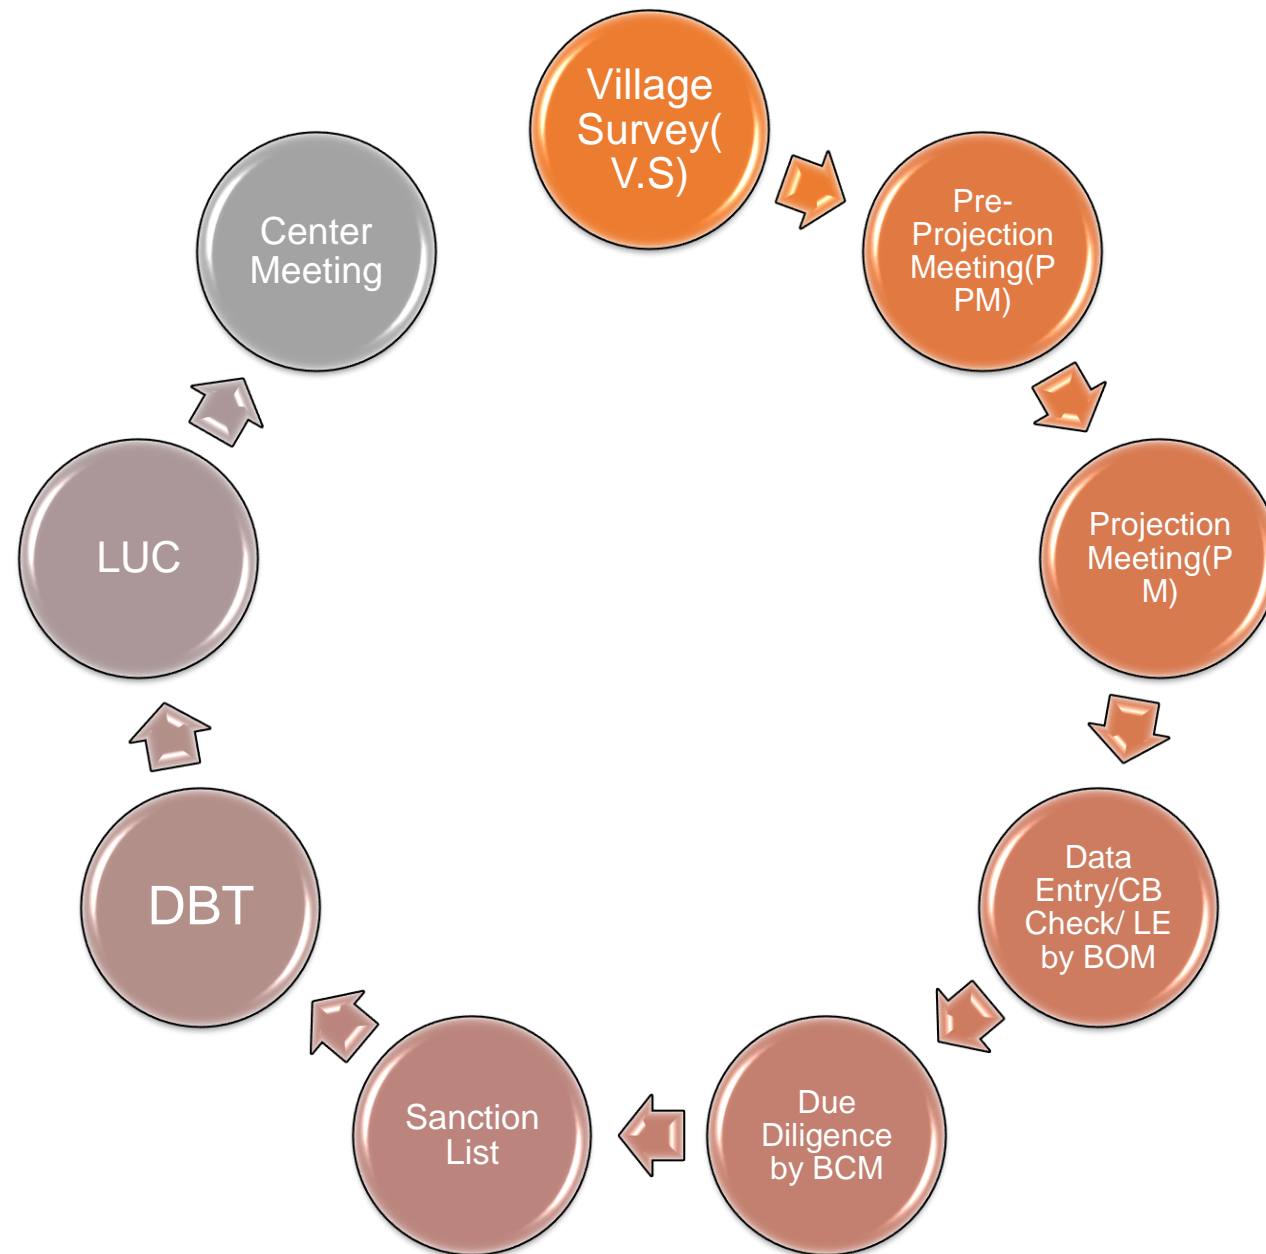 Village
Survey(
V.S)
Pre-
Projection
Meeting(P
PM)
Projection
Meeting(P
M)
Data
Entry/CB
Check/ LE
by BOM
Due
Diligence
by BCM
Sanction
List
DBT
LUC
Center
Meeting